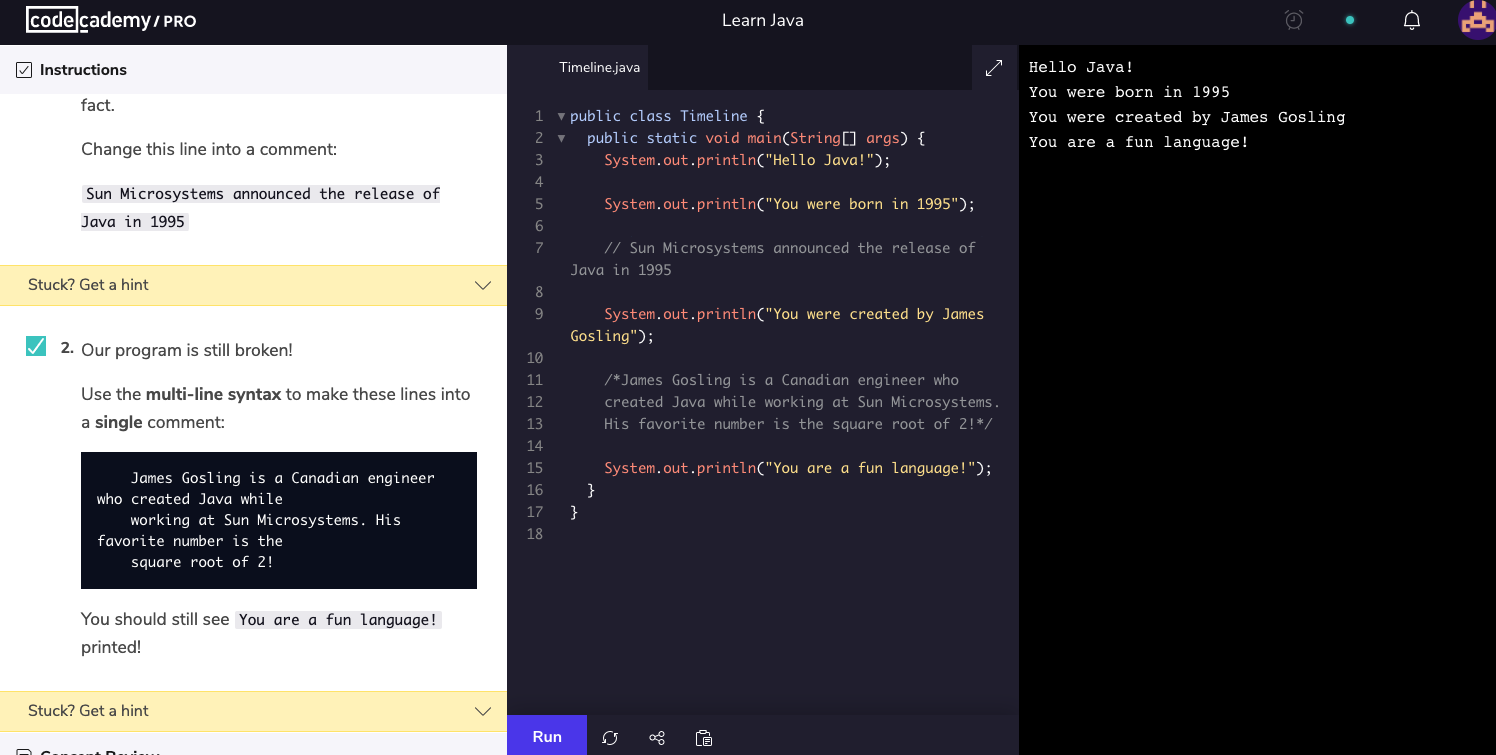 codecademy / PRO
Learn Java
Instructions
fact.
Change this line into a comment:
Sun Microsystems announced the release of
Java in 1995
Stuck? Get a hint
2. Our program is still broken!
Use the multi-line syntax to make these lines into
a single comment:
James Gosling is a Canadian engineer
who created Java while
working at Sun Microsystems. His
favorite number is the
square root of 2!
You should still see You are a fun language!
printed!
Stuck? Get a hint
Concept Review
Timeline.java
1 public class Timeline {
2 public static void main(String[] args) {
3 System.out.println("Hello Java!");
4
5 System.out.println("You were born in 1995");
6
7 // Sun Microsystems announced the release of
Java in 1995
8
9 System.out.println("You were created by James
Gosling");
10
11 /*James Gosling is a Canadian engineer who
12 created Java while working at Sun Microsystems.
13 His favorite number is the square root of 2!*/
14
15 System.out.println("You are a fun language!");
16 }
17 }
18
Run
Hello Java!
You were born in 1995
You were created by James Gosling
You are a fun language!